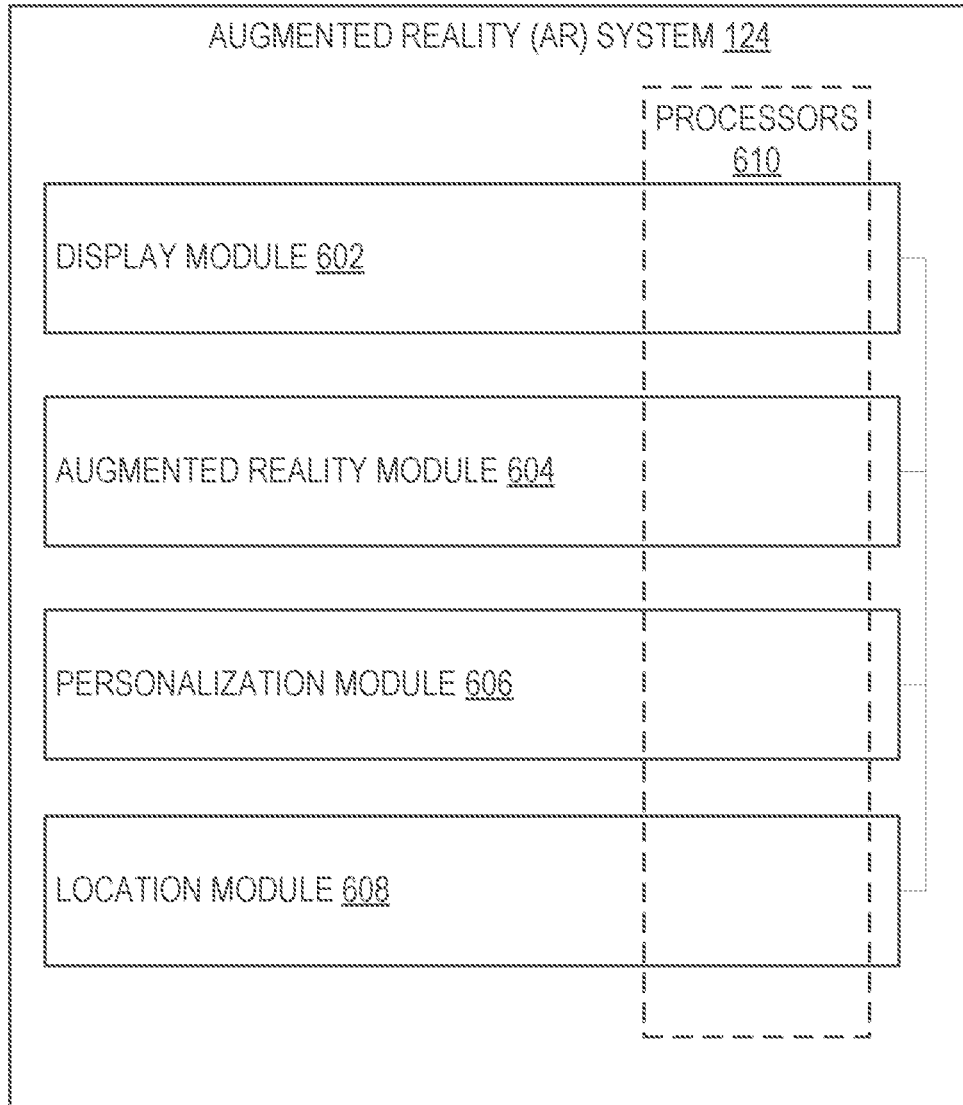 AUGMENTED REALITY (AR) SYSTEM 124
PROCESSORS
610
DISPLAY MODULE 602
AUGMENTED REALITY MODULE 604
PERSONALIZATION MODULE 606
LOCATION MODULE 608